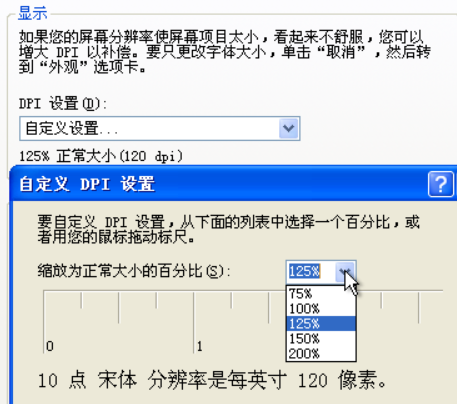 显示
如果您的屏幕分辨率使屏幕项目太小，看起来不舒服，您可以
增大 DPI 以补偿。要只更改字体大小，单击“取消”，然后转
到“外观”选项卡。
DPI 设置(D):
自定义设置...
125% 正常大小(120 dpi)
自定义 DPI 设置
?
要自定义 DPI 设置，从下面的列表中选择一个百分比，或
者用您的鼠标拖动标尺。
缩放为正常大小的百分比(S):
125%
75%
100%
125%
150%
200%
0
1
10 点 宋体 分辨率是每英寸 120 像素。